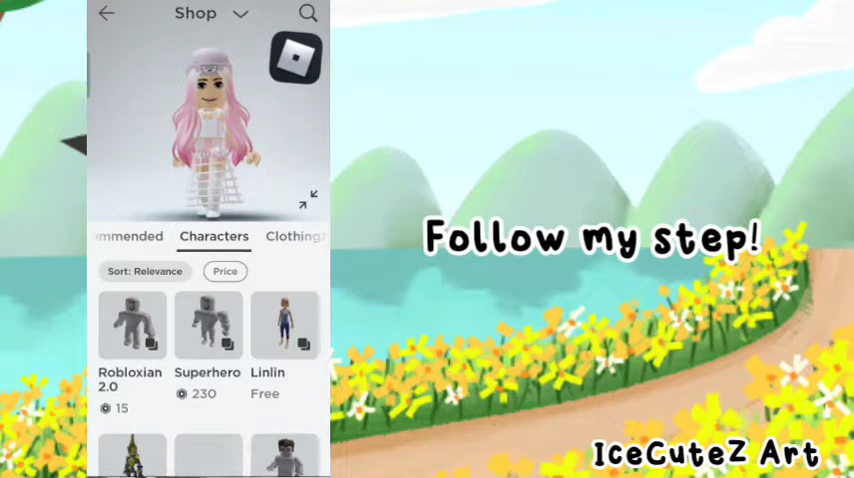 Shop
ommended Characters Clothing
Sort: Relevance Price
Robloxian 2.0
15
Superhero
230
Linlin
Free
Follow my step!
IceCuteZ Art